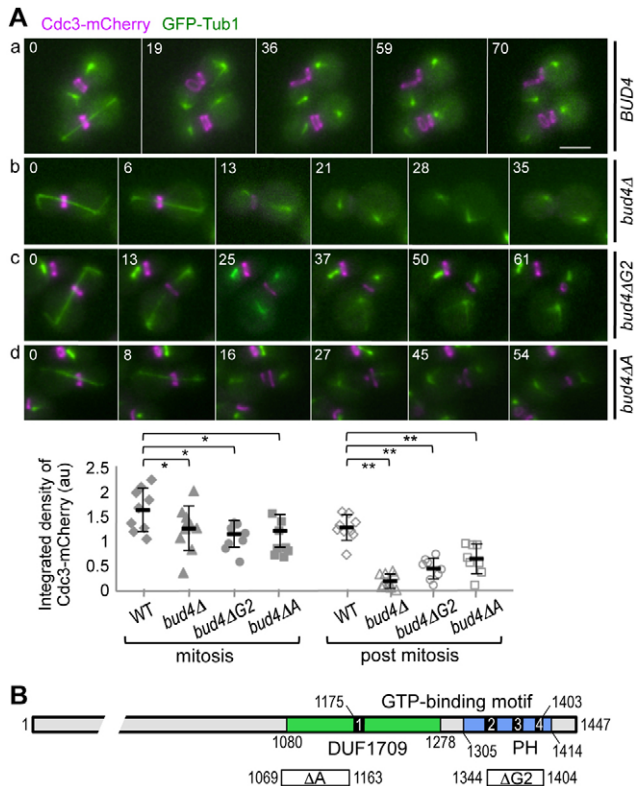 A
Cdc3-mCherry GFP-Tub1
a 0 19 36 59 70 BUD4
b 0 6 13 21 28 35 bud4Δ
c 0 13 25 37 50 61 bud4ΔG2
d 0 8 16 27 45 54 bud4ΔA
Integrated density of
Cdc3-mCherry (au)
2.5
2
1.5
1
0.5
0
* * * ** ** **
WT bud4Δ bud4ΔG2 bud4ΔA WT bud4Δ bud4ΔG2 bud4ΔA
mitosis post mitosis
B
GTP-binding motif
1175 1403
1 1 2 3 4 1447
1080 DUF1709 1278 1305 PH 1414
1069 ΔA 1163 1344 ΔG2 1404